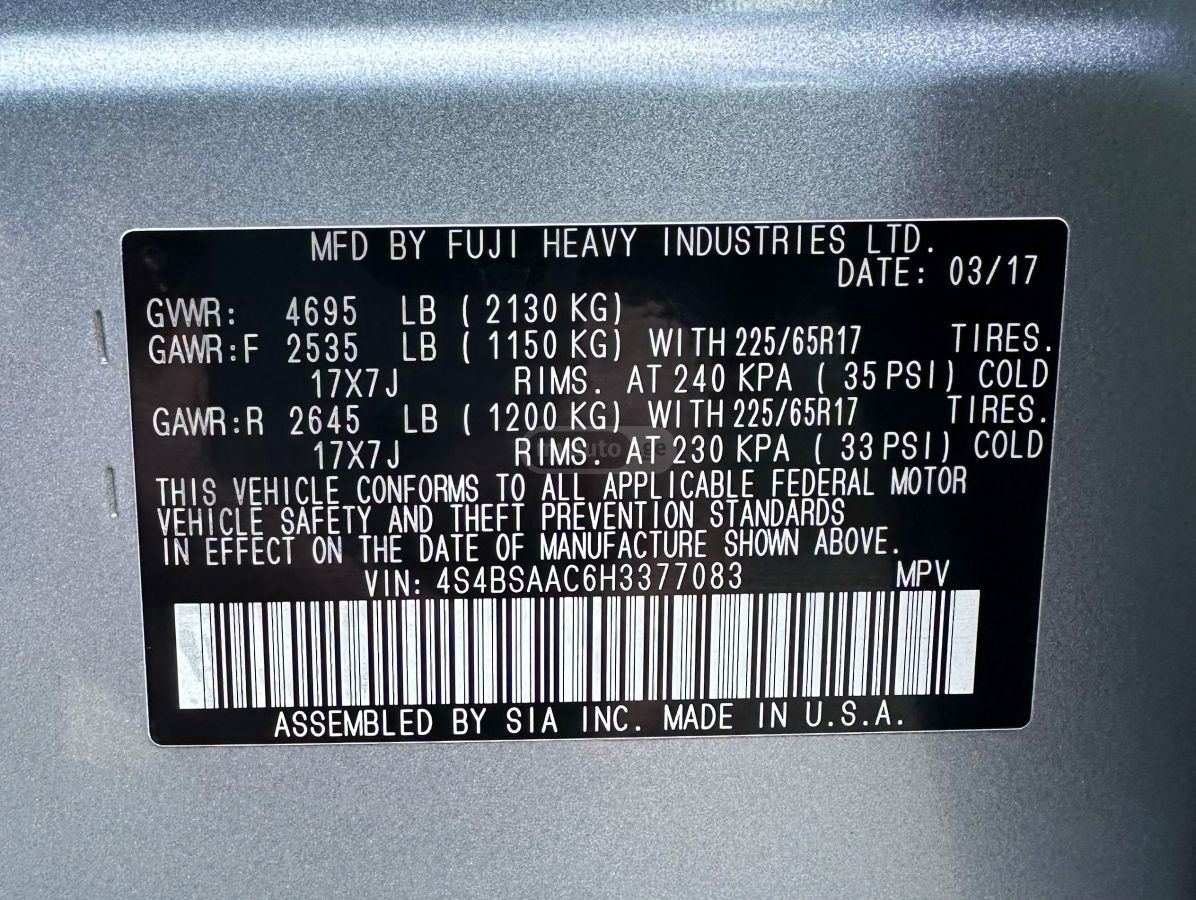 MFD BY FUJI HEAVY INDUSTRIES LTD.
DATE: 03/17
GVWR: 4695 LB ( 2130 KG)
GAWR:F 2535 LB ( 1150 KG) WITH 225/65R17 TIRES.
17X7J RIMS. AT 240 KPA ( 35 PSI) COLD
GAWR:R 2645 LB ( 1200 KG) WITH 225/65R17 TIRES.
17X7J RIMS. AT 230 KPA ( 33 PSI) COLD
THIS VEHICLE CONFORMS TO ALL APPLICABLE FEDERAL MOTOR
VEHICLE SAFETY AND THEFT PREVENTION STANDARDS
IN EFFECT ON THE DATE OF MANUFACTURE SHOWN ABOVE.
VIN: 4S4BSAAC6H3377083 MPV
ASSEMBLED BY SIA INC. MADE IN U.S.A.